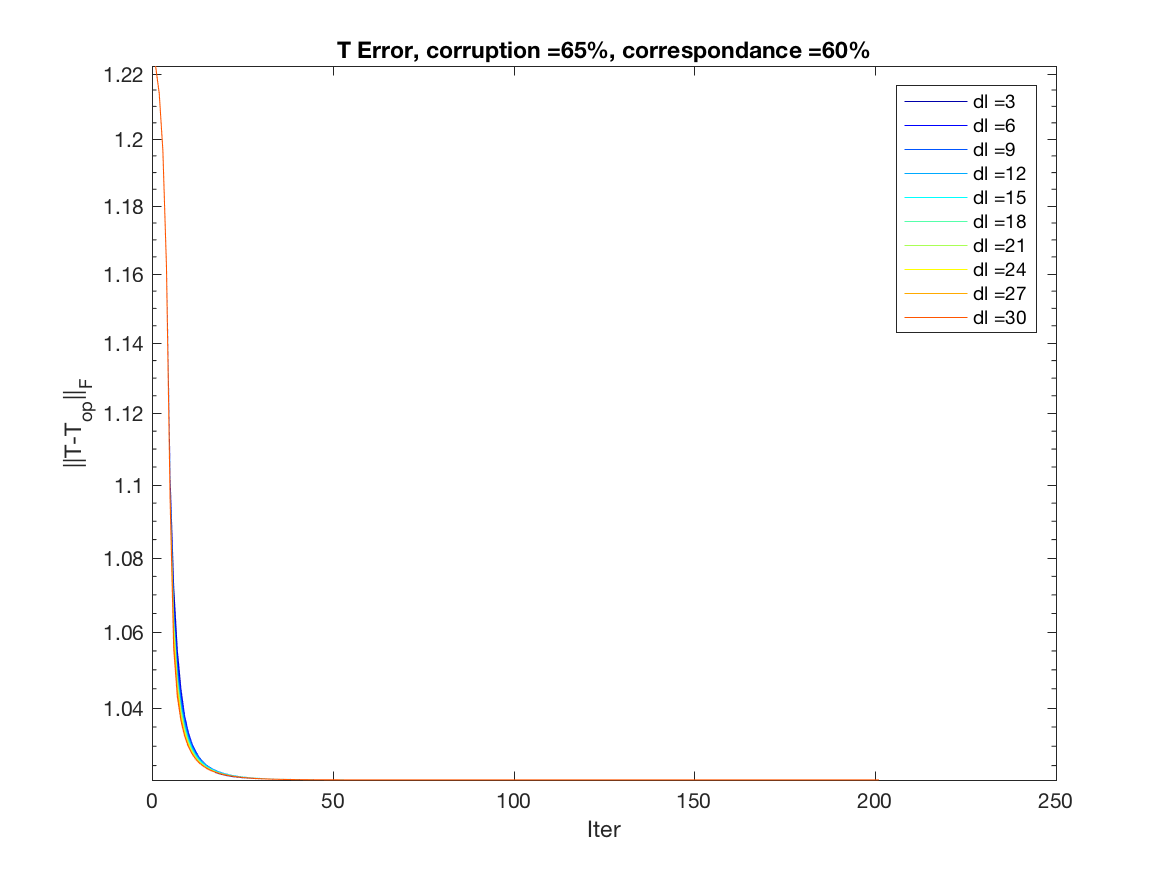 T Error, corruption =65%, correspondance =60%
1.22
1.2
1.18
1.16
1.14
1.12
1.1
1.08
1.06
1.04
||T-T_op||_F
0 50 100 150 200 250
Iter
dl =3
dl =6
dl =9
dl =12
dl =15
dl =18
dl =21
dl =24
dl =27
dl =30